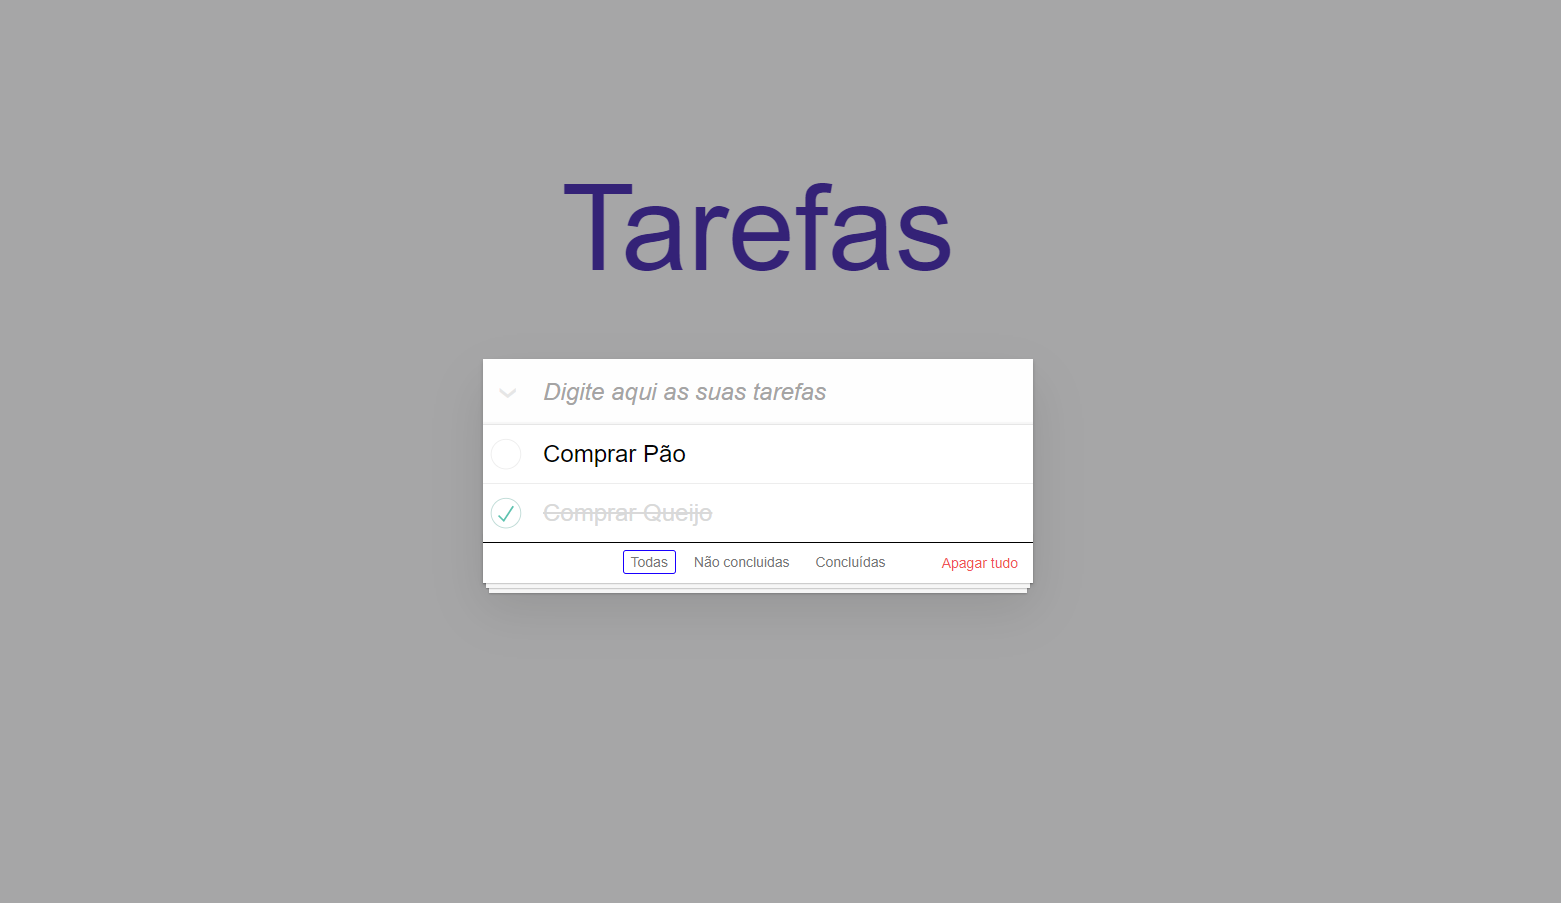 Tarefas
Digite aqui as suas tarefas
Comprar Pão
Comprar Queijo
Todas Não concluidas Concluídas Apagar tudo